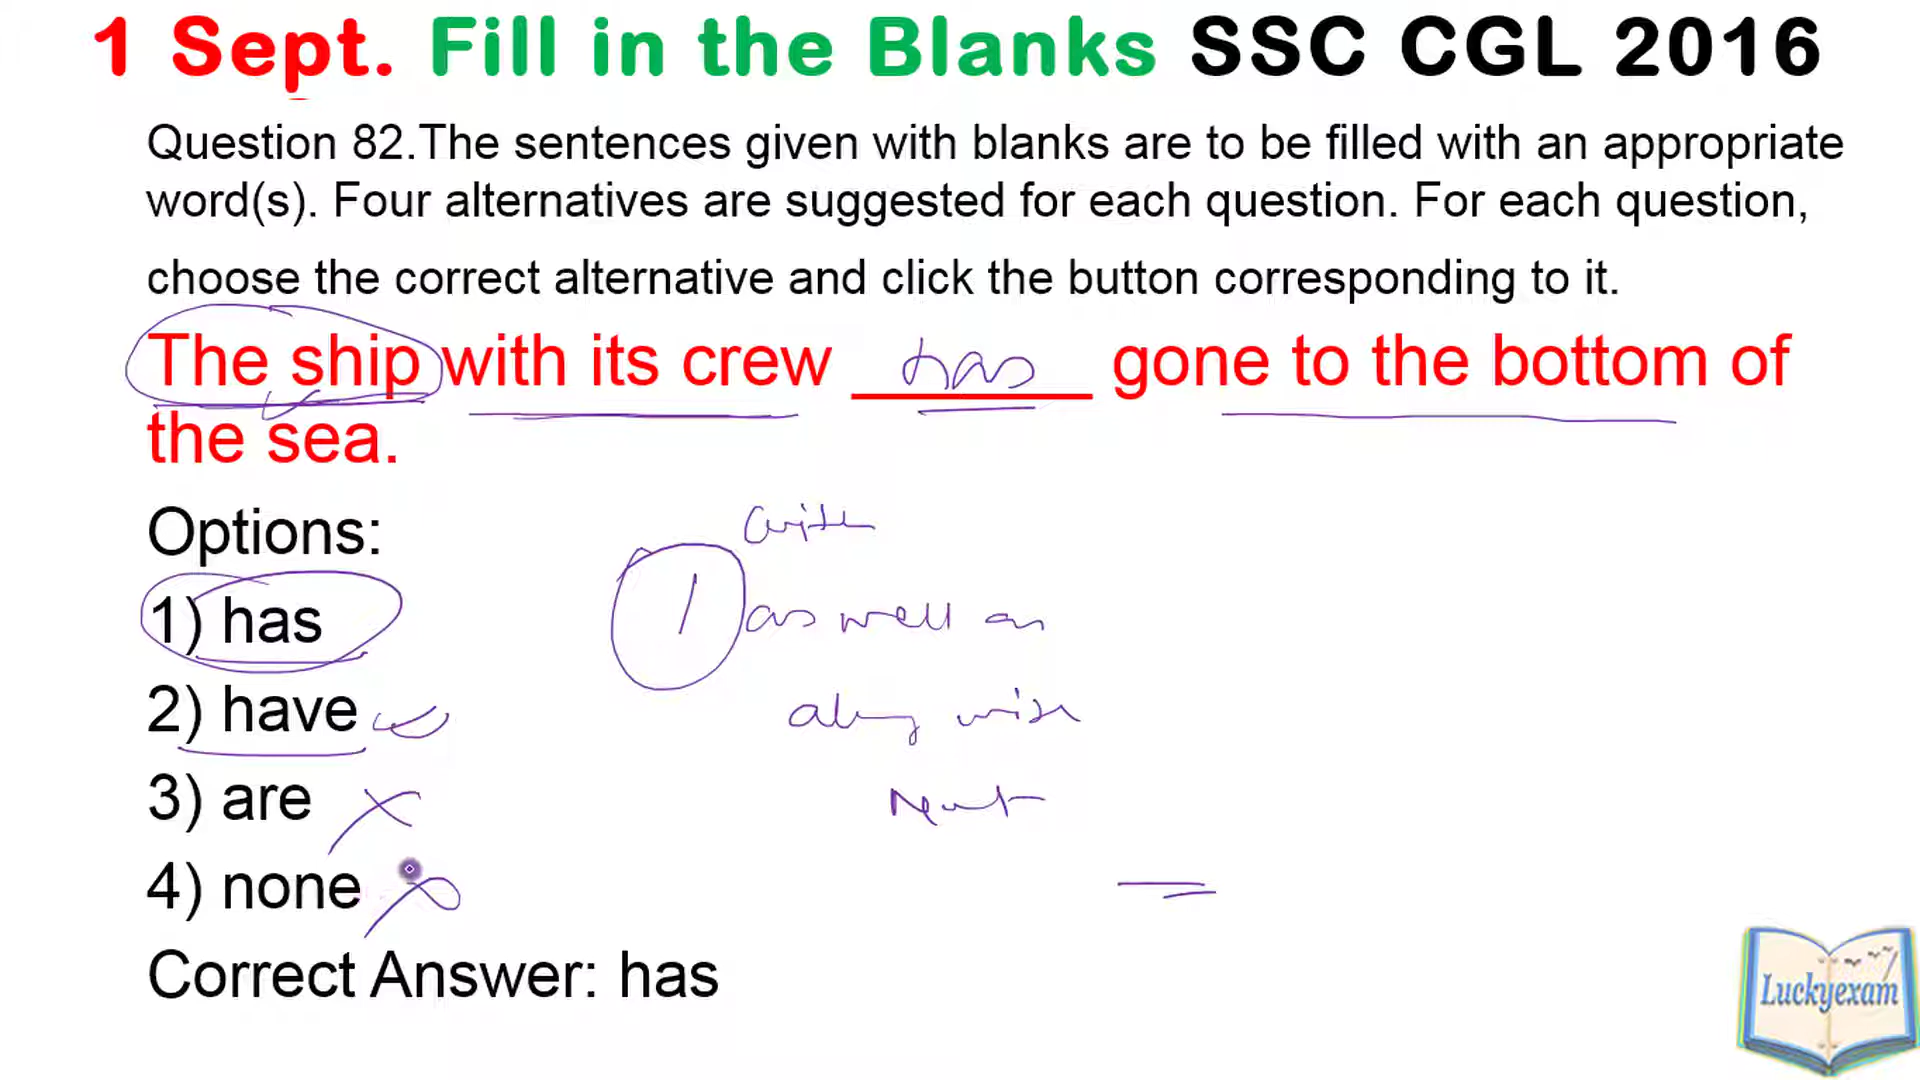 1 Sept. Fill in the Blanks SSC CGL 2016
Question 82.The sentences given with blanks are to be filled with an appropriate
word(s). Four alternatives are suggested for each question. For each question,
choose the correct alternative and click the button corresponding to it.
The ship with its crew has gone to the bottom of
the sea.
Options:
with
1) has
1 as well as
2) have
along with
3) are
4) none
Correct Answer: has
Luckyexam